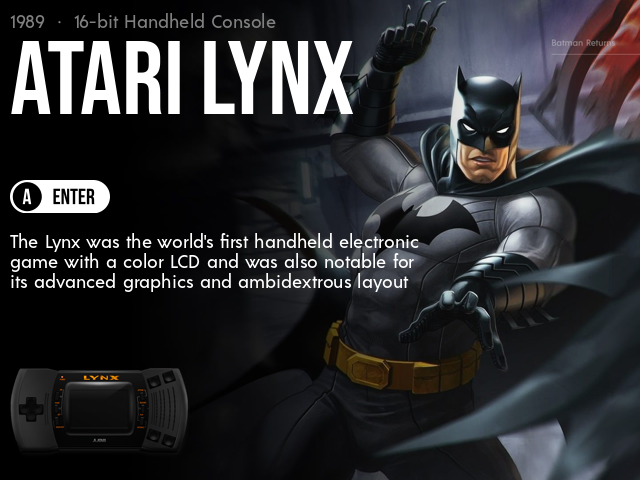 1989 · 16-bit Handheld Console
ATARI LYNX
Batman Returns
A ENTER
The Lynx was the world's first handheld electronic
game with a color LCD and was also notable for
its advanced graphics and ambidextrous layout
LYNX
ATARI